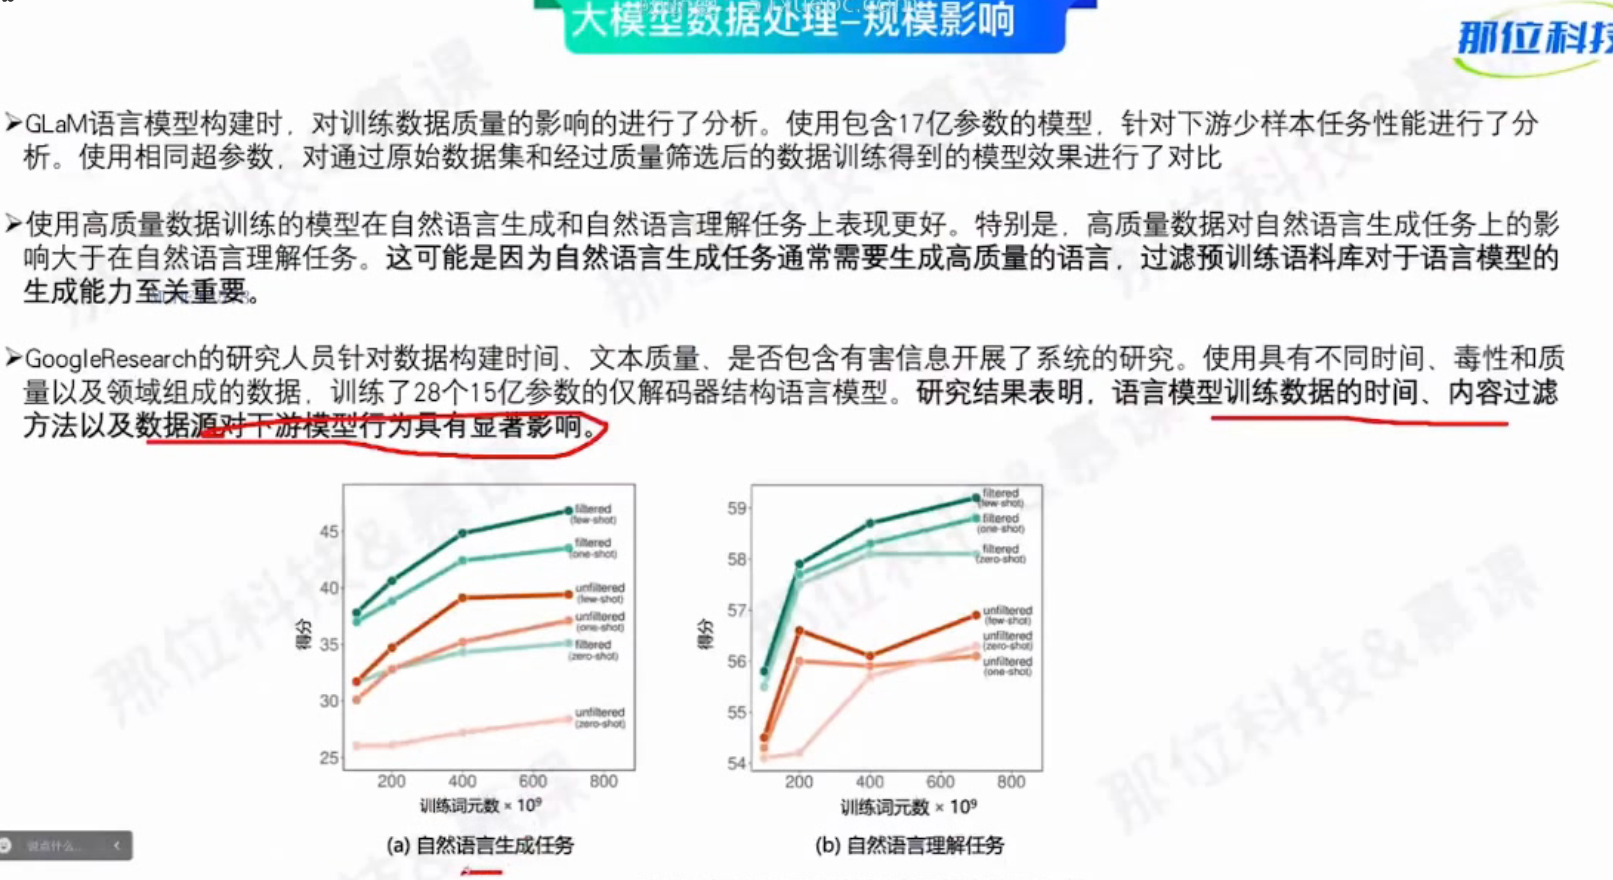 大模型数据处理-规模影响
那位科技
➤GLaM语言模型构建时，对训练数据质量的影响的进行了分析。使用包含17亿参数的模型，针对下游少样本任务性能进行了分
析。使用相同超参数，对通过原始数据集和经过质量筛选后的数据训练得到的模型效果进行了对比
➤使用高质量数据训练的模型在自然语言生成和自然语言理解任务上表现更好。特别是，高质量数据对自然语言生成任务上的影
响大于在自然语言理解任务。这可能是因为自然语言生成任务通常需要生成高质量的语言，过滤预训练语料库对于语言模型的
生成能力至关重要。
➤GoogleResearch的研究人员针对数据构建时间、文本质量、是否包含有害信息开展了系统的研究。使用具有不同时间、毒性和质
量以及领域组成的数据，训练了28个15亿参数的仅解码器结构语言模型。研究结果表明，语言模型训练数据的时间、内容过滤
方法以及数据源对下游模型行为具有显著影响。
得分
45
40
35
30
25
filtered
(few-shot)
filtered
(one-shot)
unfiltered
(few-shot)
unfiltered
(one-shot)
filtered
(zero-shot)
unfiltered
(zero-shot)
200 400 600 800
训练词元数 × 10⁹
(a) 自然语言生成任务
得分
59
58
57
56
55
54
filtered
(few-shot)
filtered
(one-shot)
filtered
(zero-shot)
unfiltered
(few-shot)
unfiltered
(zero-shot)
unfiltered
(one-shot)
200 400 600 800
训练词元数 × 10⁹
(b) 自然语言理解任务
说点什么...
那位科技&慕课